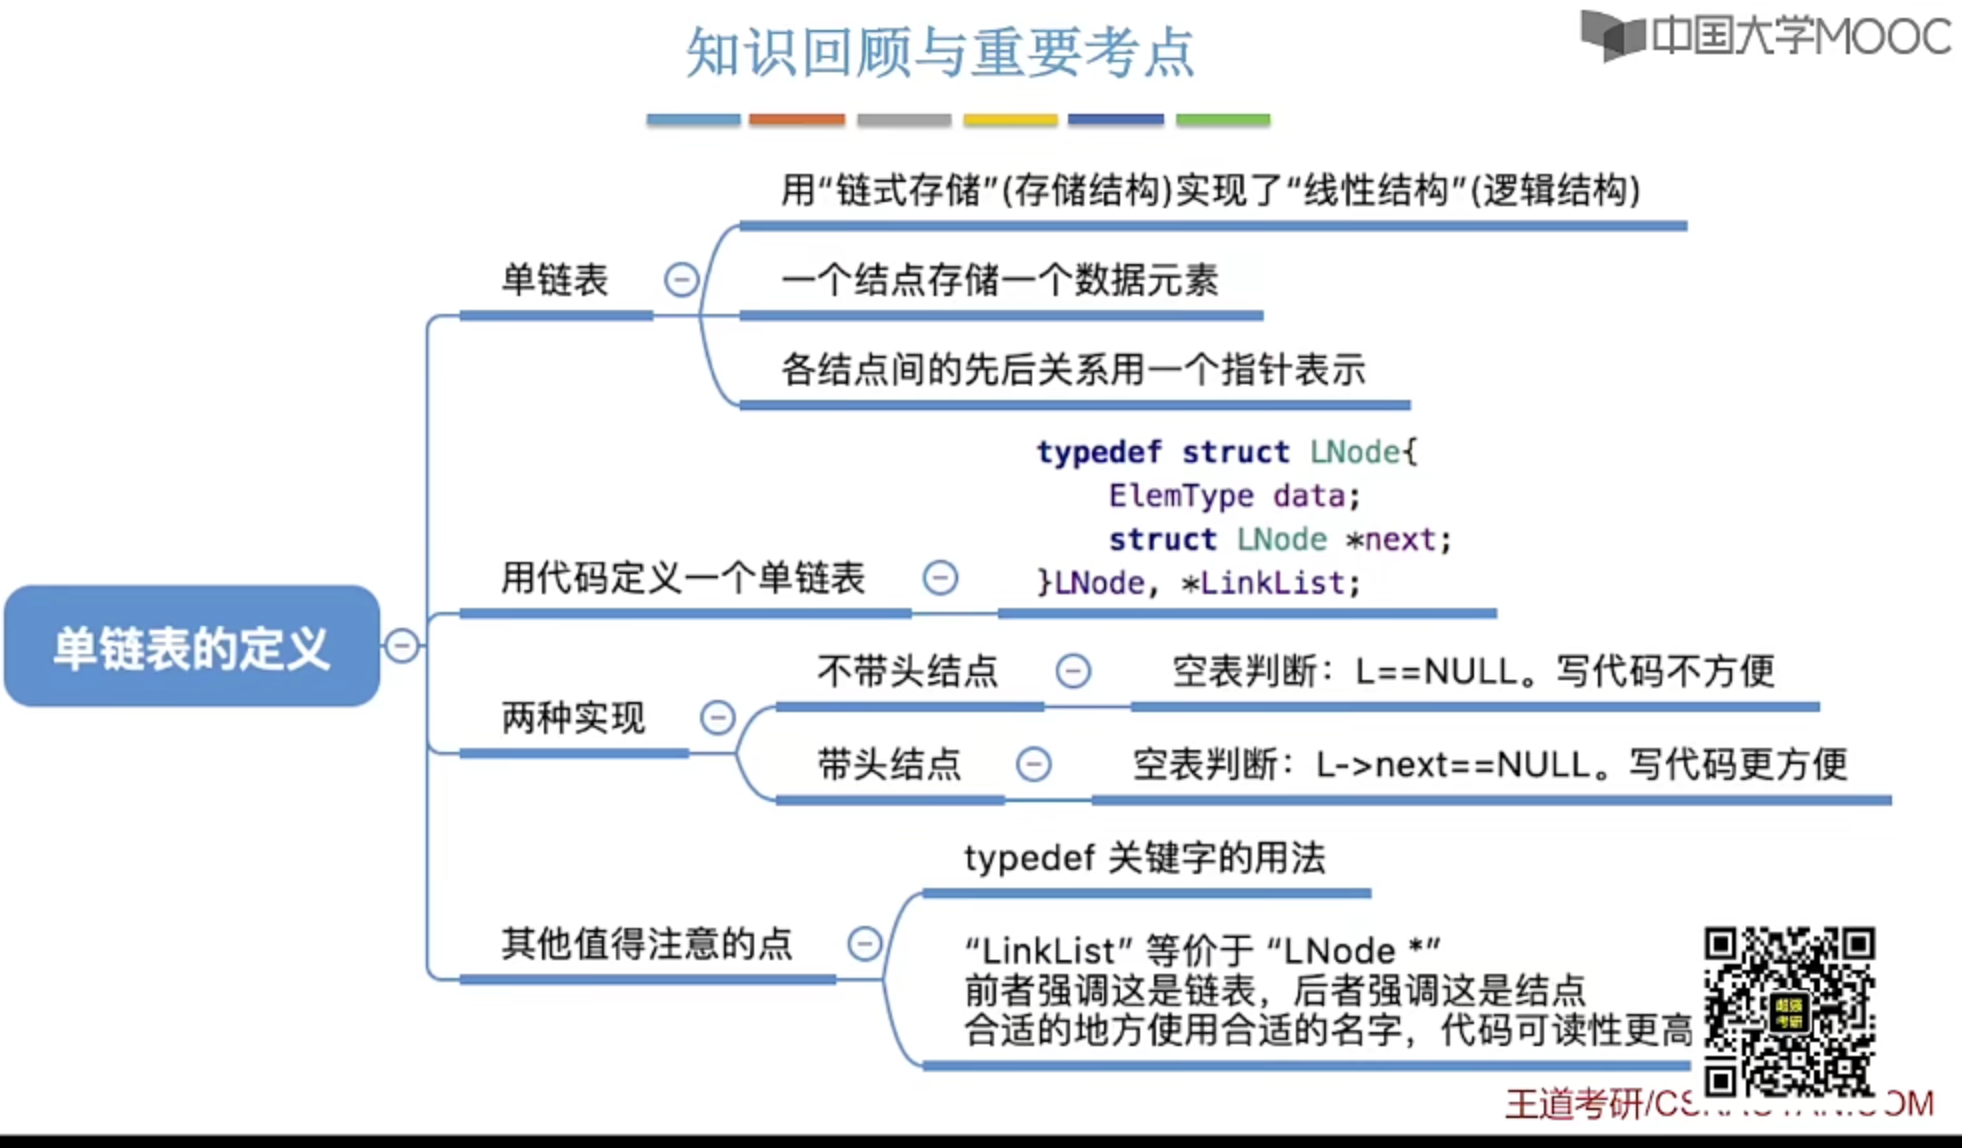 知识回顾与重要考点
中国大学MOOC
用“链式存储”(存储结构)实现了“线性结构”(逻辑结构)
单链表
一个结点存储一个数据元素
各结点间的先后关系用一个指针表示
typedef struct LNode{
ElemType data;
struct LNode *next;
}LNode, *LinkList;
用代码定义一个单链表
单链表的定义
不带头结点
空表判断：L==NULL。写代码不方便
两种实现
带头结点
空表判断：L->next==NULL。写代码更方便
typedef 关键字的用法
其他值得注意的点
“LinkList” 等价于 “LNode *”
前者强调这是链表，后者强调这是结点
合适的地方使用合适的名字，代码可读性更高
超强
考研
王道考研/